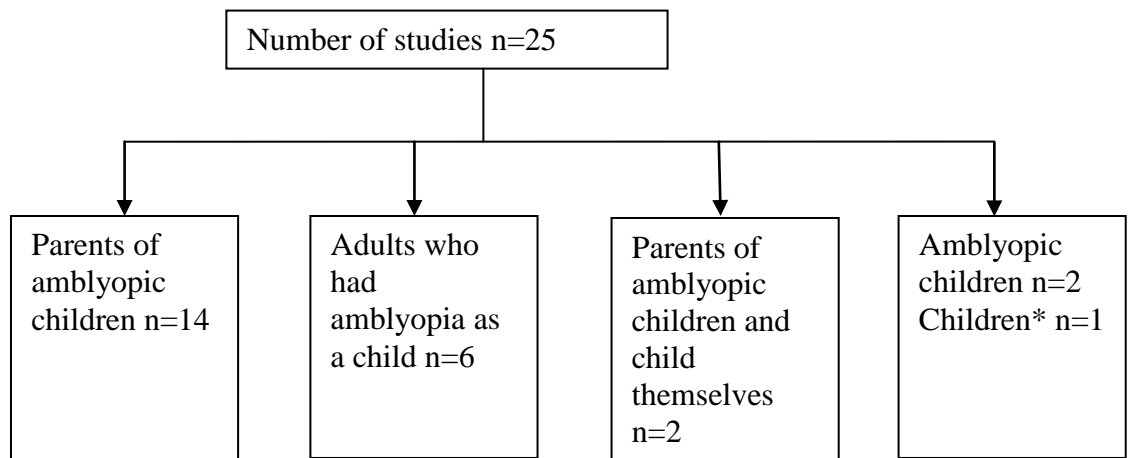 Number of studies n=25
Parents of
amblyopic
children n=14
Adults who
had
amblyopia as
a child n=6
Parents of
amblyopic
children and
child
themselves
n=2
Amblyopic
children n=2
Children* n=1